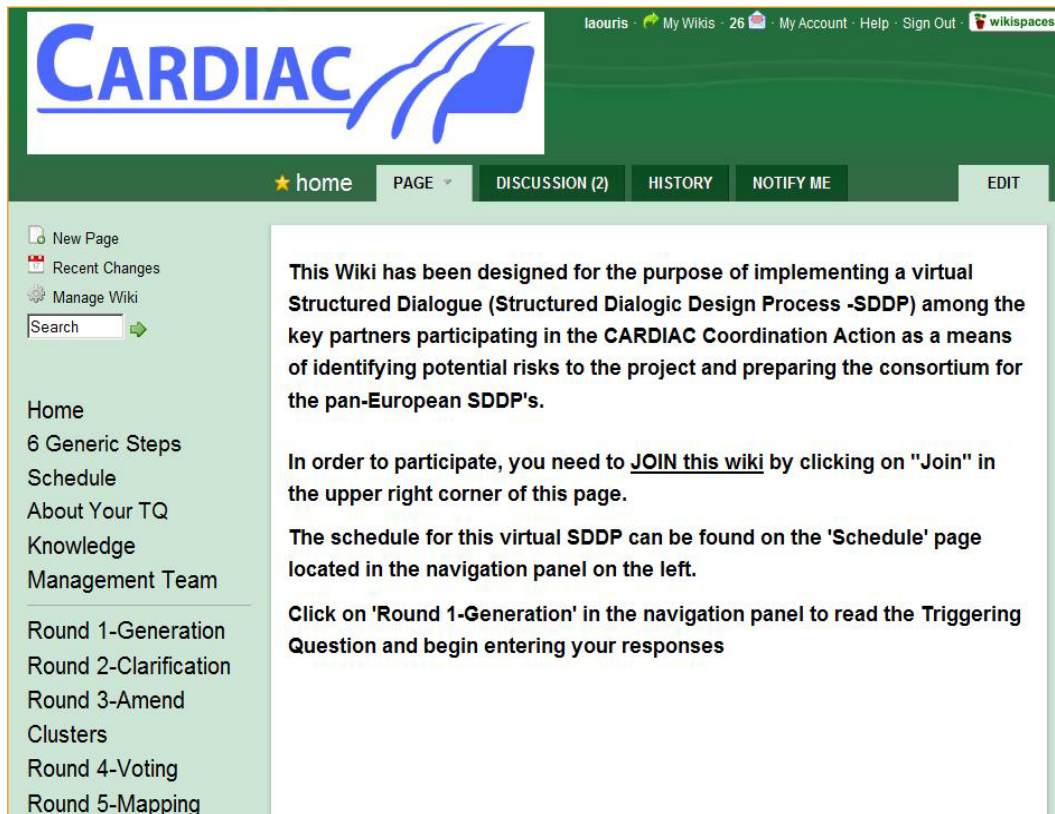 CARDIAC
laouris · My Wikis · 26 · My Account · Help · Sign Out · wikispaces
home PAGE DISCUSSION (2) HISTORY NOTIFY ME EDIT
New Page
Recent Changes
Manage Wiki
Search
Home
6 Generic Steps
Schedule
About Your TQ
Knowledge
Management Team
Round 1-Generation
Round 2-Clarification
Round 3-Amend
Clusters
Round 4-Voting
Round 5-Mapping
This Wiki has been designed for the purpose of implementing a virtual
Structured Dialogue (Structured Dialogic Design Process -SDDP) among the
key partners participating in the CARDIAC Coordination Action as a means
of identifying potential risks to the project and preparing the consortium for
the pan-European SDDP's.
In order to participate, you need to JOIN this wiki by clicking on "Join" in
the upper right corner of this page.
The schedule for this virtual SDDP can be found on the 'Schedule' page
located in the navigation panel on the left.
Click on 'Round 1-Generation' in the navigation panel to read the Triggering
Question and begin entering your responses